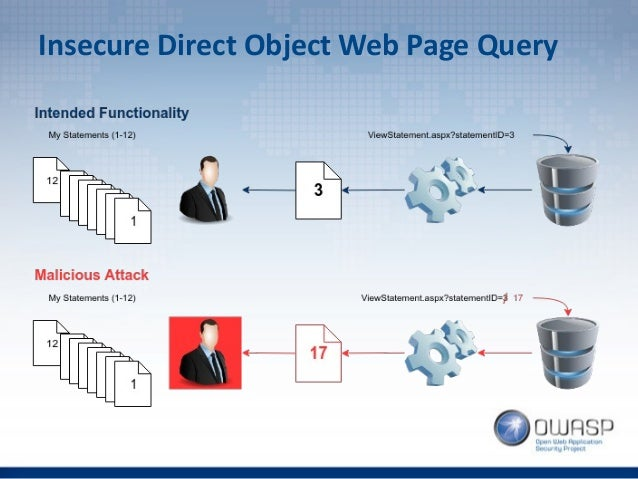 Insecure Direct Object Web Page Query
Intended Functionality
My Statements (1-12)
ViewStatement.aspx?statementID=3
12
1
3
Malicious Attack
My Statements (1-12)
ViewStatement.aspx?statementID=3 17
12
1
17
OWASP
Open Web Application
Security Project